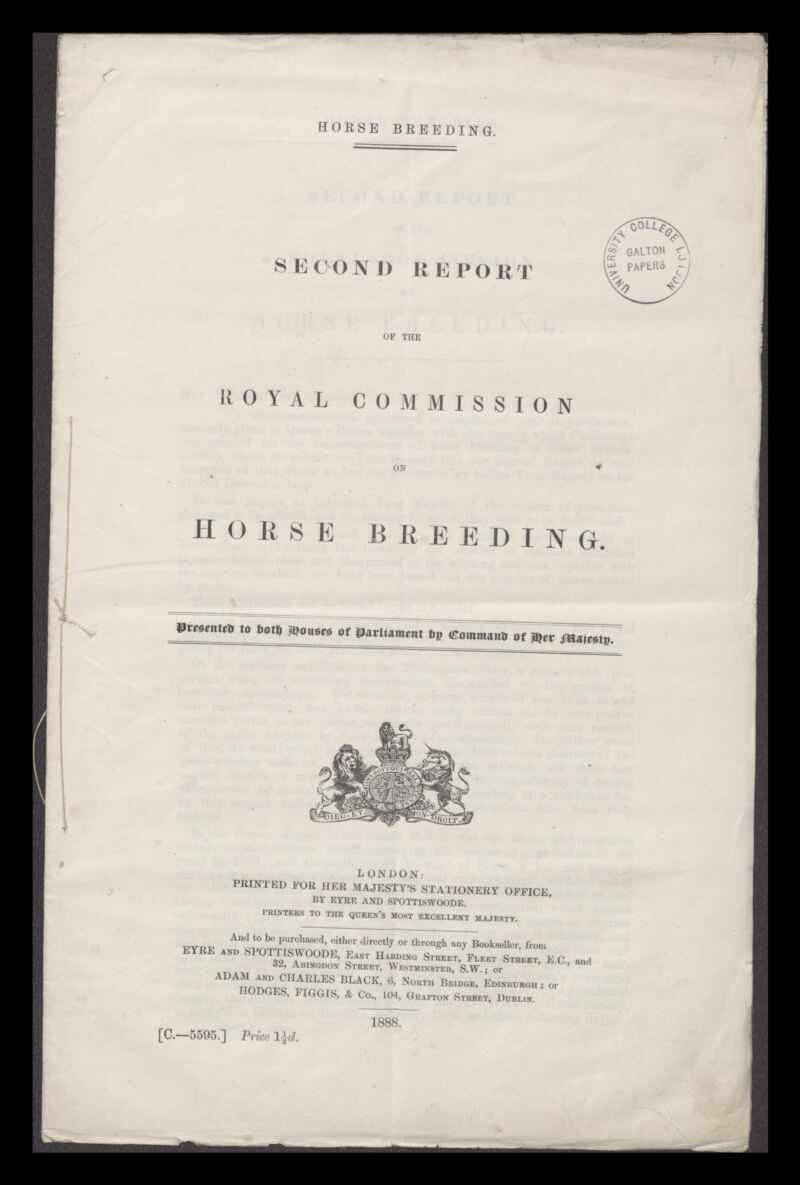 HORSE BREEDING.
SECOND REPORT
OF THE
ROYAL COMMISSION
ON
HORSE BREEDING.
UNIVERSITY COLLEGE LONDON
GALTON
PAPERS
Presented to both Houses of Parliament by Command of Her Majesty.
DIEU·ET MON·DROIT.
LONDON:
PRINTED FOR HER MAJESTY'S STATIONERY OFFICE,
BY EYRE AND SPOTTISWOODE,
PRINTERS TO THE QUEEN'S MOST EXCELLENT MAJESTY.
And to be purchased, either directly or through any Bookseller, from
EYRE AND SPOTTISWOODE, EAST HARDING STREET, FLEET STREET, E.C., and
32, ABINGDON STREET, WESTMINSTER, S.W.; or
ADAM AND CHARLES BLACK, 6, NORTH BRIDGE, EDINBURGH; or
HODGES, FIGGIS, & Co., 104, GRAFTON STREET, DUBLIN.
1888.
[C.—5595.] Price 1½d.